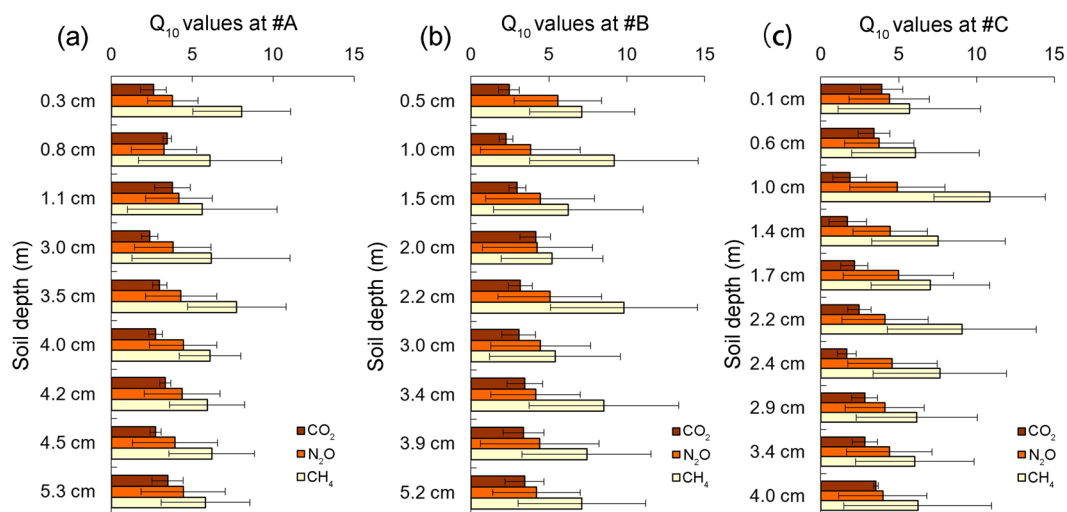 (a)
Q10 values at #A
0 5 10 15
0.3 cm
0.8 cm
1.1 cm
3.0 cm
3.5 cm
4.0 cm
4.2 cm
4.5 cm
5.3 cm
Soil depth (m)
CO2
N2O
CH4
(b)
Q10 values at #B
0 5 10 15
0.5 cm
1.0 cm
1.5 cm
2.0 cm
2.2 cm
3.0 cm
3.4 cm
3.9 cm
5.2 cm
Soil depth (m)
CO2
N2O
CH4
(c)
Q10 values at #C
0 5 10 15
0.1 cm
0.6 cm
1.0 cm
1.4 cm
1.7 cm
2.2 cm
2.4 cm
2.9 cm
3.4 cm
4.0 cm
Soil depth (m)
CO2
N2O
CH4